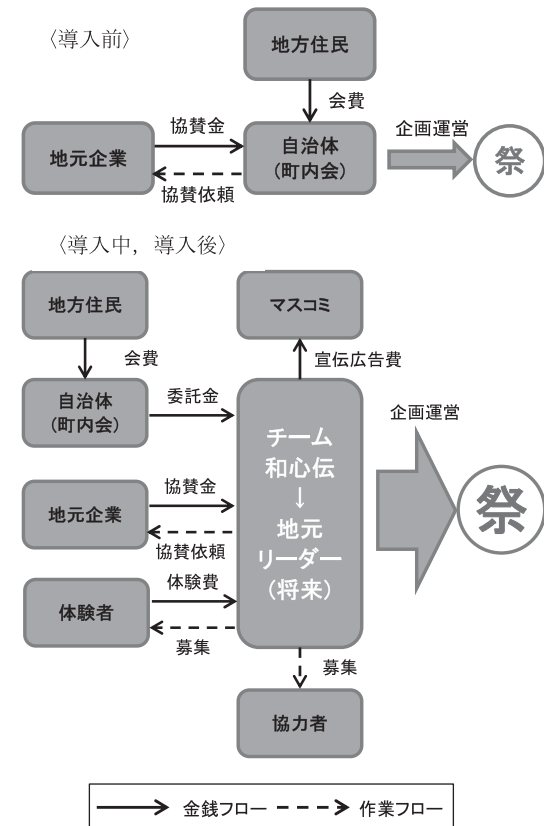 〈導入前〉
地方住民
会費
協賛金
地元企業
自治体
(町内会)
協賛依頼
企画運営
祭
〈導入中，導入後〉
地方住民
マスコミ
会費
宣伝広告費
自治体
(町内会)
委託金
チーム
和心伝
↓
地元
リーダー
(将来)
企画運営
祭
協賛金
地元企業
協賛依頼
体験費
体験者
募集
募集
協力者
金銭フロー
作業フロー